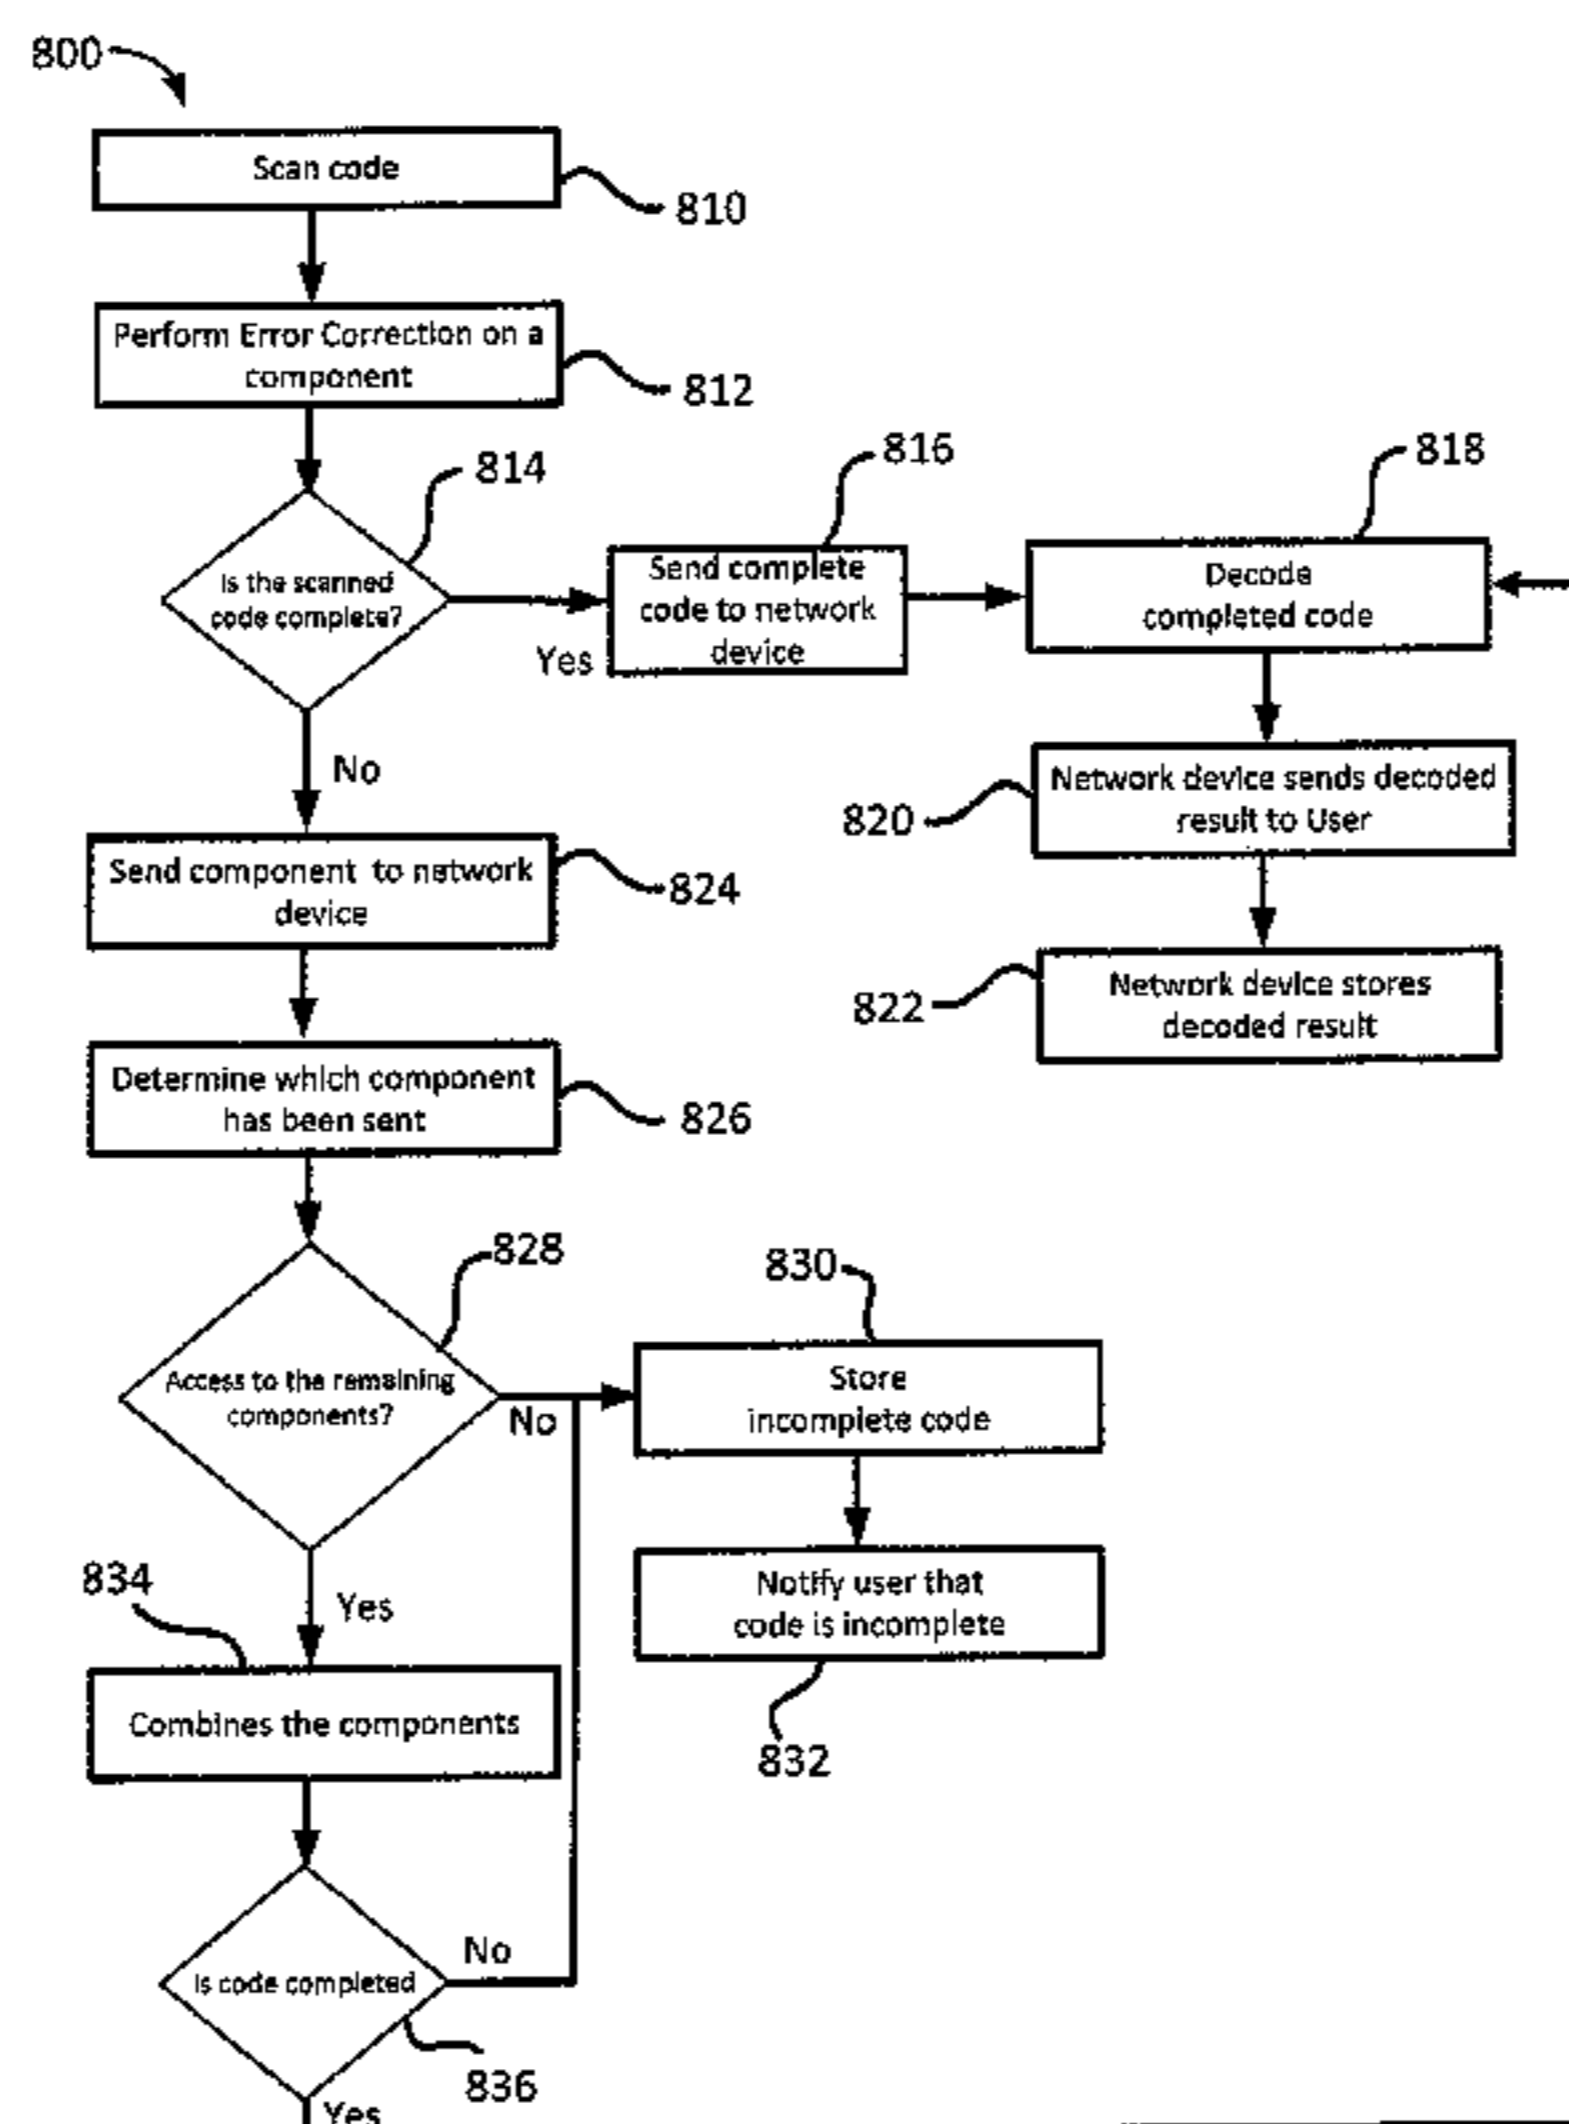 800
Scan code
810
Perform Error Correction on a
component
812
814
Is the scanned
code complete?
Yes
No
816
Send complete
code to network
device
818
Decode
completed code
820
Network device sends decoded
result to User
822
Network device stores
decoded result
Send component to network
device
824
Determine which component
has been sent
826
828
Access to the remaining
components?
No
Yes
830
Store
incomplete code
Notify user that
code is incomplete
832
834
Combines the components
Is code completed
No
836
Yes